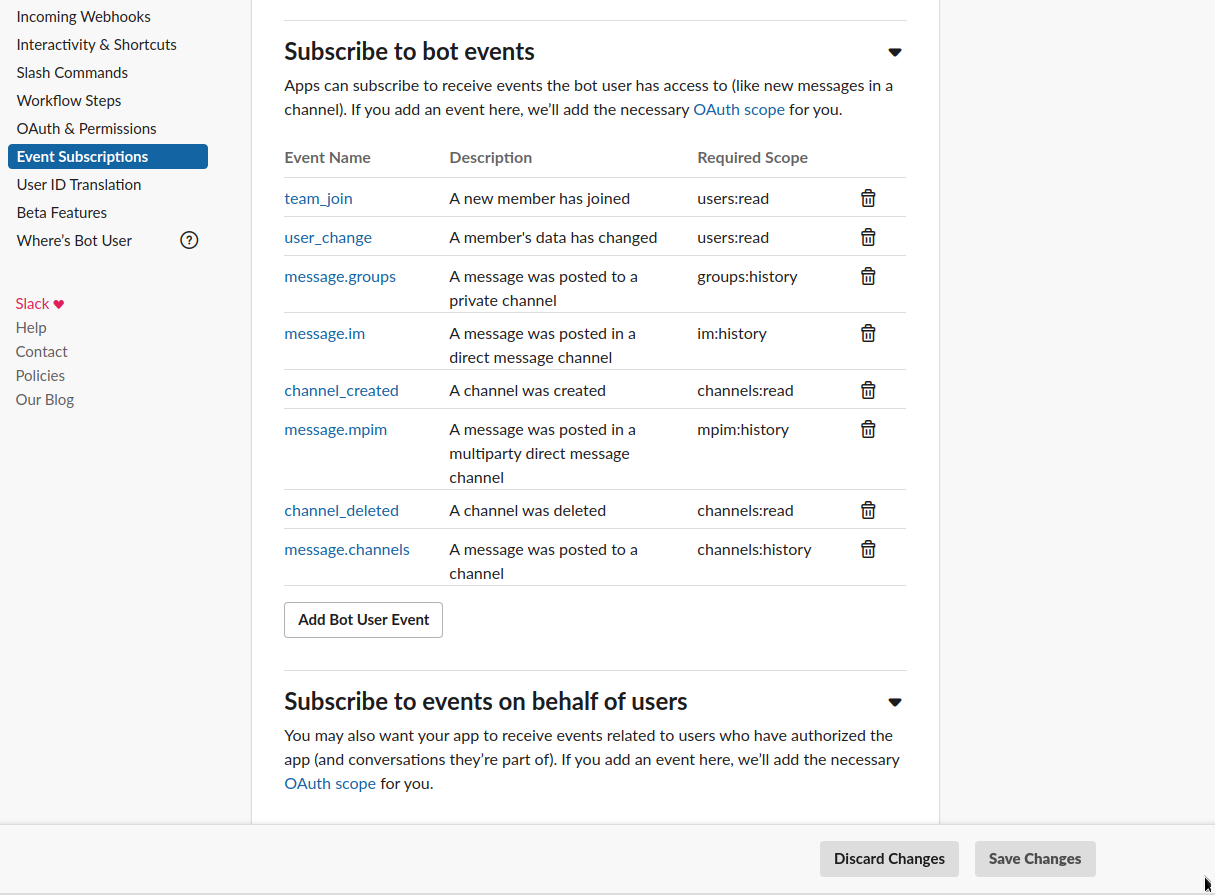 Incoming Webhooks
Interactivity & Shortcuts
Slash Commands
Workflow Steps
OAuth & Permissions
Event Subscriptions
User ID Translation
Beta Features
Where's Bot User ?
Slack ♥
Help
Contact
Policies
Our Blog
Subscribe to bot events
Apps can subscribe to receive events the bot user has access to (like new messages in a
channel). If you add an event here, we’ll add the necessary OAuth scope for you.
Event Name Description Required Scope
team_join A new member has joined users:read
user_change A member's data has changed users:read
message.groups A message was posted to a groups:history
private channel
message.im A message was posted in a im:history
direct message channel
channel_created A channel was created channels:read
message.mpim A message was posted in a mpim:history
multiparty direct message
channel
channel_deleted A channel was deleted channels:read
message.channels A message was posted to a channels:history
channel
Add Bot User Event
Subscribe to events on behalf of users
You may also want your app to receive events related to users who have authorized the
app (and conversations they’re part of). If you add an event here, we’ll add the necessary
OAuth scope for you.
Discard Changes Save Changes